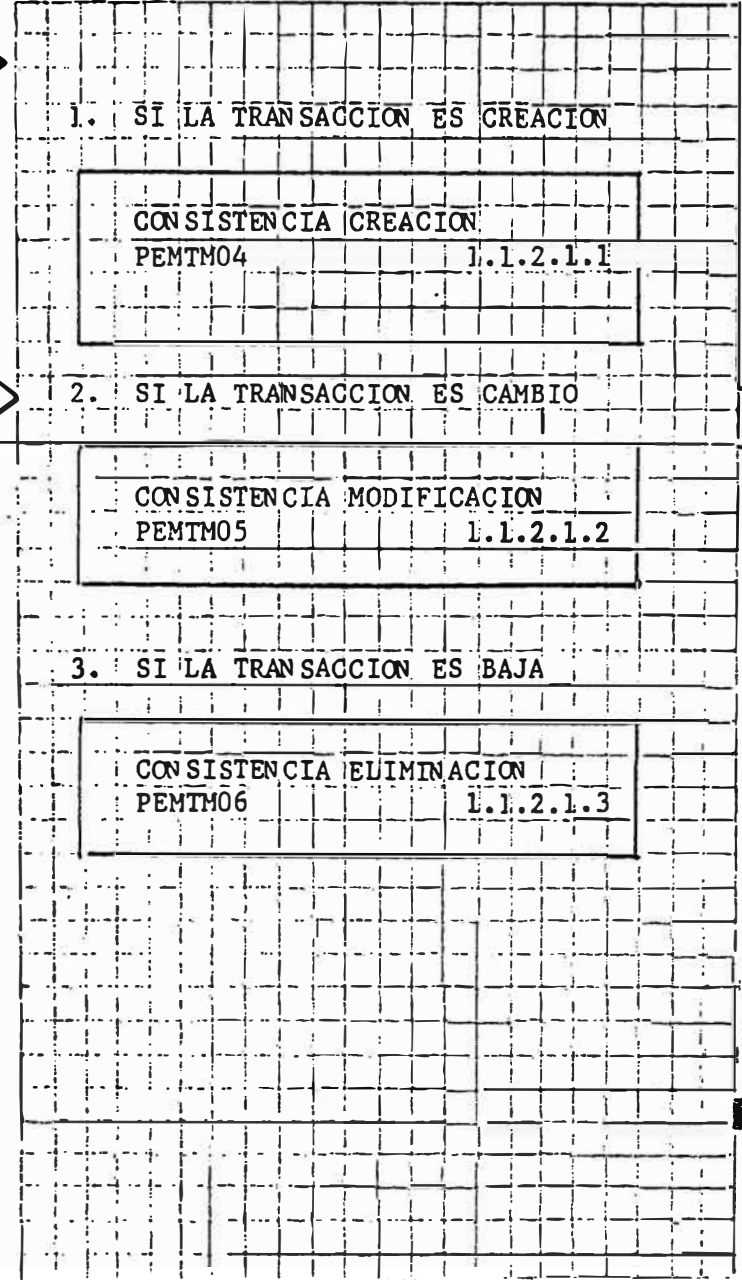 1. SI LA TRANSACCION ES CREACION
CONSISTENCIA CREACION
PEMTM04 1.1.2.1.1
2. SI LA TRANSACCION ES CAMBIO
CONSISTENCIA MODIFICACION
PEMTM05 1.1.2.1.2
3. SI LA TRANSACCION ES BAJA
CONSISTENCIA ELIMINACION
PEMTM06 1.1.2.1.3